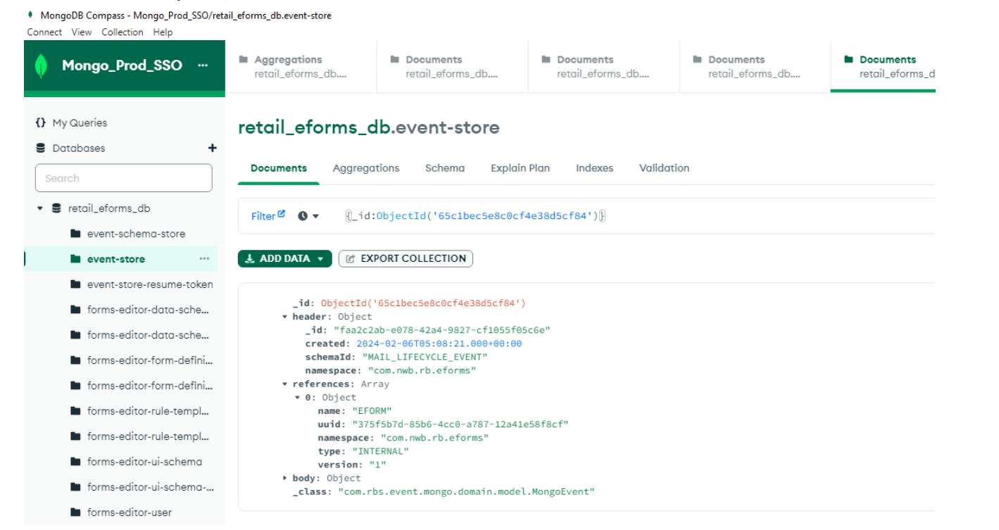 MongoDB Compass - Mongo_Prod_SSO/retail_eforms_db.event-store
Connect View Collection Help
Mongo_Prod_SSO ...
Aggregations
retail_eforms_db....
Documents
retail_eforms_db....
Documents
retail_eforms_db....
Documents
retail_eforms_db....
Documents
retail_eforms_d
{} My Queries
Databases +
Search
retail_eforms_db
event-schema-store
event-store ...
event-store-resume-token
forms-editor-data-sche...
forms-editor-data-sche...
forms-editor-form-defini...
forms-editor-form-defini...
forms-editor-rule-templ...
forms-editor-rule-templ...
forms-editor-ui-schema
forms-editor-ui-schema-...
forms-editor-user
retail_eforms_db.event-store
Documents Aggregations Schema Explain Plan Indexes Validation
Filter {_id:ObjectId('65c1bec5e8c0cf4e38d5cf84')}
ADD DATA EXPORT COLLECTION
_id: ObjectId('65c1bec5e8c0cf4e38d5cf84')
header: Object
_id: "faa2c2ab-e078-42a4-9827-cf1055f05c6e"
created: 2024-02-06T05:08:21.000+00:00
schemaId: "MAIL_LIFECYCLE_EVENT"
namespace: "com.nwb.rb.eforms"
references: Array
0: Object
name: "EFORM"
uuid: "375f5b7d-85b6-4cc0-a787-12a41e58f8cf"
namespace: "com.nwb.rb.eforms"
type: "INTERNAL"
version: "1"
body: Object
_class: "com.rbs.event.mongo.domain.model.MongoEvent"